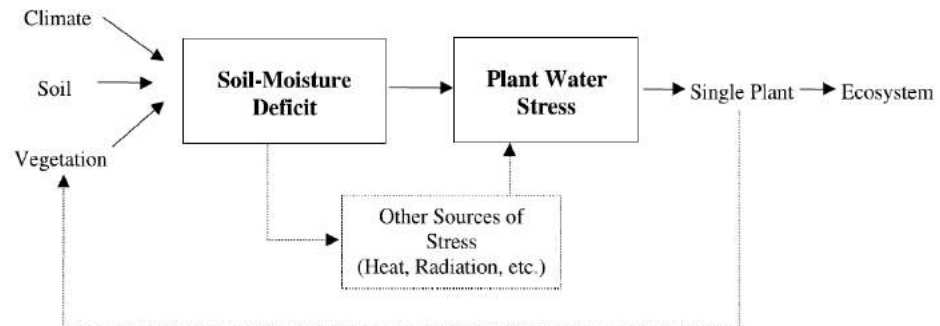 Climate
Soil
Vegetation
Soil-Moisture
Deficit
Plant Water
Stress
Single Plant
Ecosystem
Other Sources of
Stress
(Heat, Radiation, etc.)